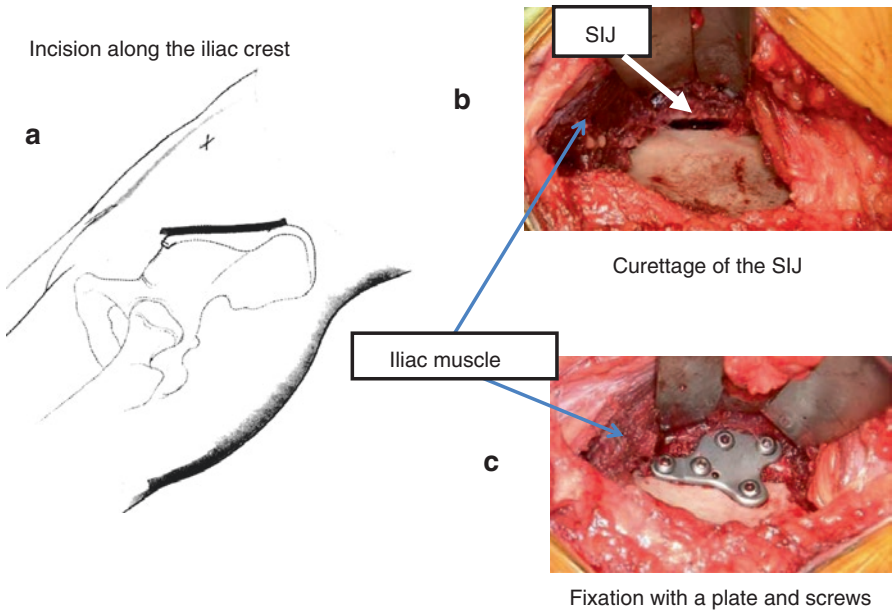 Incision along the iliac crest
a
b
SIJ
Curettage of the SIJ
Iliac muscle
c
Fixation with a plate and screws